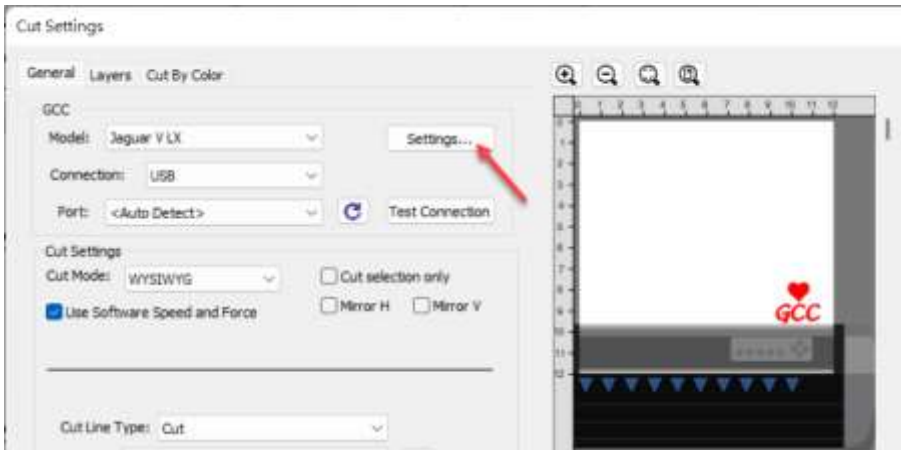 Cut Settings
General Layers Cut By Color
GCC
Model: Jaguar V LX
Settings...
Connection: USB
Port: <Auto Detect>
Test Connection
Cut Settings
Cut Mode: WYSIWYG
Cut selection only
Use Software Speed and Force
Mirror H Mirror V
Cut Line Type: Cut
GCC